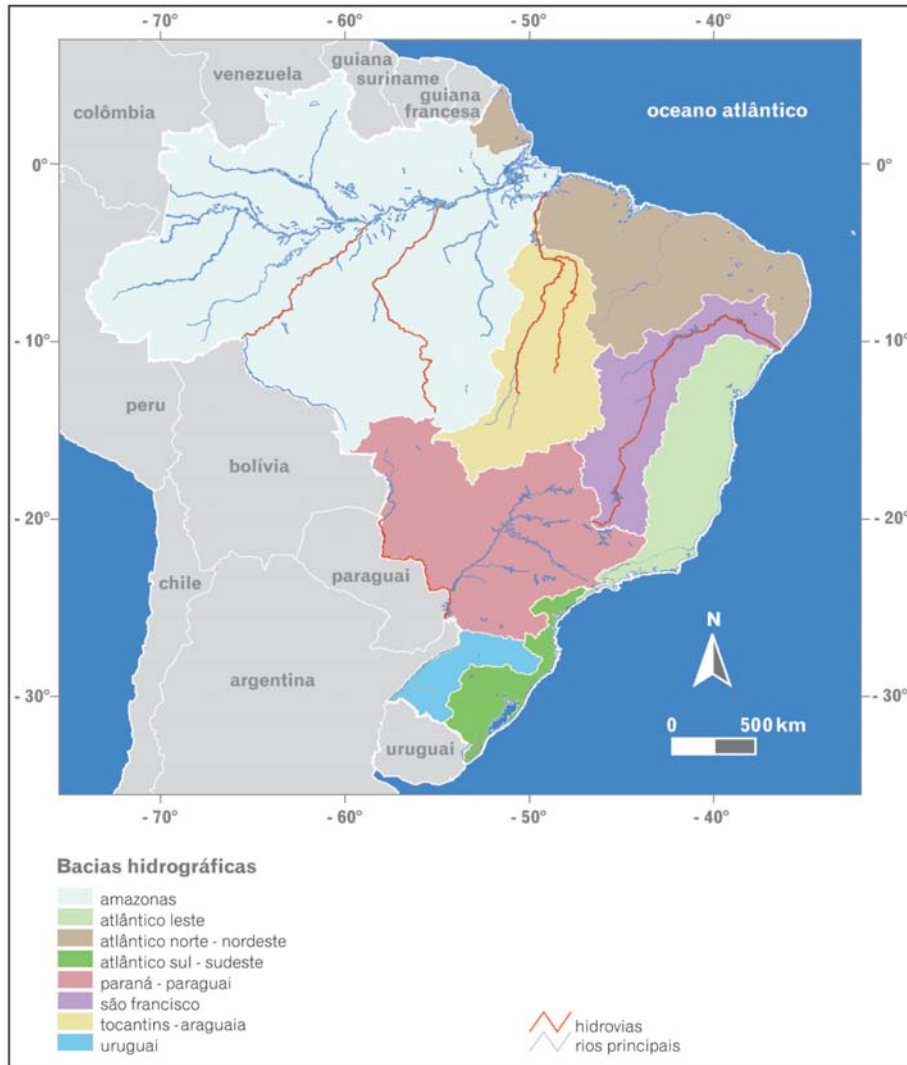 - 70° - 60° - 50° - 40°
guiana
venezuela suriname
guiana
francesa
colômbia
oceano atlântico
0° 0°
- 10° - 10°
peru
bolívia
- 20° - 20°
paraguai
chile
N
argentina
- 30° - 30°
0 500 km
uruguai
- 70° - 60° - 50° - 40°
Bacias hidrográficas
amazonas
atlântico leste
atlântico norte - nordeste
atlântico sul - sudeste
paraná - paraguai
são francisco
tocantins -araguaia
uruguai
hidrovias
rios principais